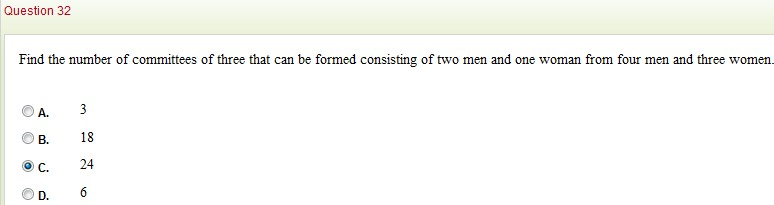 Question 32
Find the number of committees of three that can be formed consisting of two men and one woman from four men and three women.
A. 3
B. 18
C. 24
D. 6